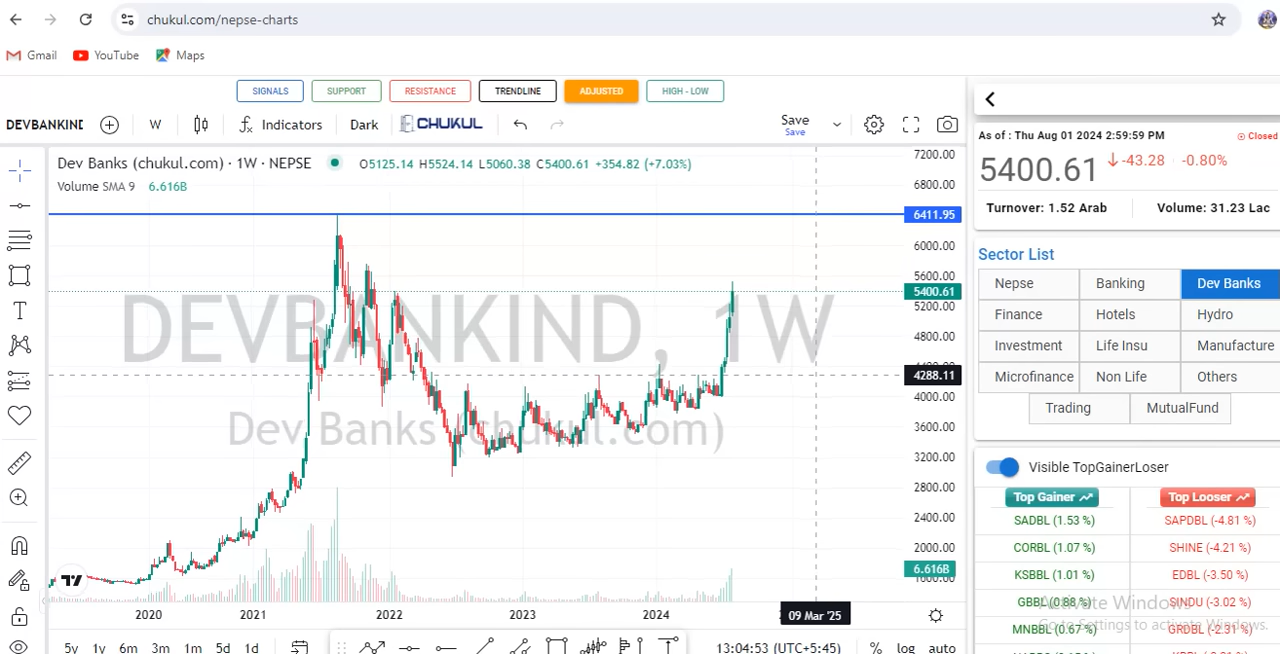 chukul.com/nepse-charts
Gmail YouTube Maps
SIGNALS SUPPORT RESISTANCE TRENDLINE ADJUSTED HIGH - LOW
DEVBANKIND W Indicators Dark CHUKUL Save
Save
Dev Banks (chukul.com) · 1W · NEPSE O5125.14 H5524.14 L5060.38 C5400.61 +354.82 (+7.03%)
Volume SMA 9 6.616B
DEVBANKIND, 1W
Dev Banks (chukul.com)
7200.00
6800.00
6411.95
6000.00
5600.00
5400.61
5200.00
4800.00
4288.11
4000.00
3600.00
3200.00
2800.00
2400.00
2000.00
6.616B
1600.00
2020 2021 2022 2023 2024 09 Mar '25
5y 1y 6m 3m 1m 5d 1d 13:04:53 (UTC+5:45) % log auto
As of : Thu Aug 01 2024 2:59:59 PM Closed
5400.61 -43.28 -0.80%
Turnover: 1.52 Arab Volume: 31.23 Lac
Sector List
Nepse Banking Dev Banks
Finance Hotels Hydro
Investment Life Insu Manufacture
Microfinance Non Life Others
Trading MutualFund
Visible TopGainerLoser
Top Gainer Top Looser
SADBL (1.53 %) SAPDBL (-4.81 %)
CORBL (1.07 %) SHINE (-4.21 %)
KSBBL (1.01 %) EDBL (-3.50 %)
GBBL (0.88 %) SINDU (-3.02 %)
MNBBL (0.67 %) GRDBL (-2.31 %)
Activate Windows
Go to Settings to activate Windows.